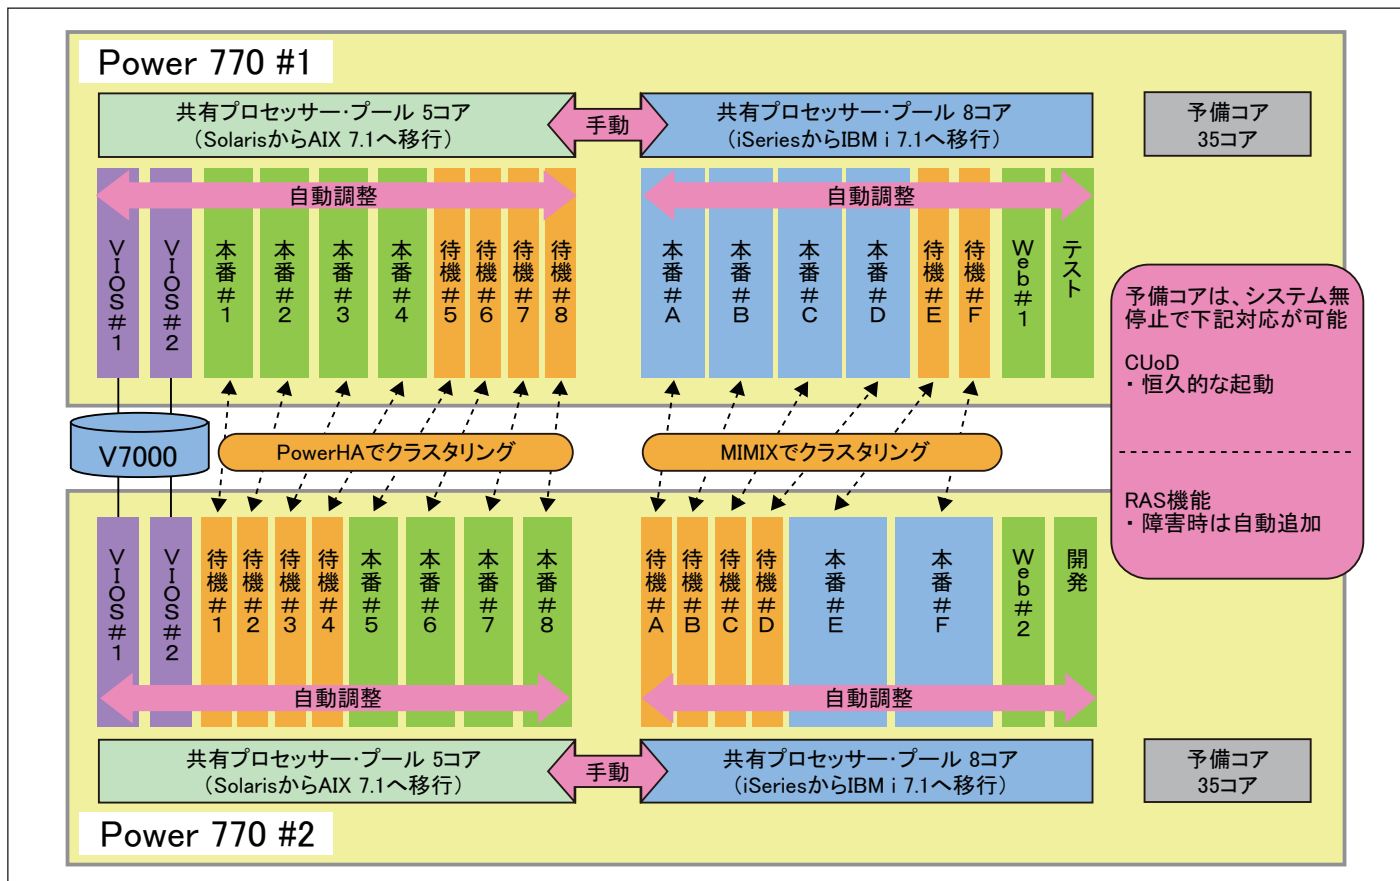 Power 770 #1
共有プロセッサー・プール 5コア
（SolarisからAIX 7.1へ移行）
手動
共有プロセッサー・プール 8コア
（iSeriesからIBM i 7.1へ移行）
予備コア
35コア
自動調整
自動調整
VIOS#1
VIOS#2
本番#1
本番#2
本番#3
本番#4
待機#5
待機#6
待機#7
待機#8
本番#A
本番#B
本番#C
本番#D
待機#E
待機#F
Web#1
テスト
予備コアは、システム無
停止で下記対応が可能
CUoD
・恒久的な起動
RAS機能
・障害時は自動追加
V7000
PowerHAでクラスタリング
MIMIXでクラスタリング
VIOS#1
VIOS#2
待機#1
待機#2
待機#3
待機#4
本番#5
本番#6
本番#7
本番#8
待機#A
待機#B
待機#C
待機#D
本番#E
本番#F
Web#2
開発
自動調整
自動調整
共有プロセッサー・プール 5コア
（SolarisからAIX 7.1へ移行）
手動
共有プロセッサー・プール 8コア
（iSeriesからIBM i 7.1へ移行）
予備コア
35コア
Power 770 #2